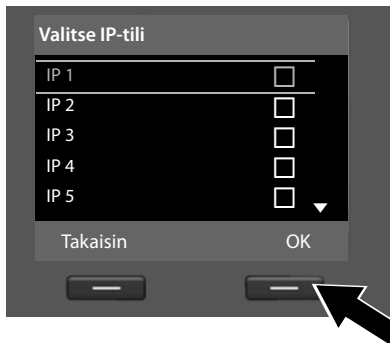 Valitse IP-tili
IP 1
IP 2
IP 3
IP 4
IP 5
Takaisin OK